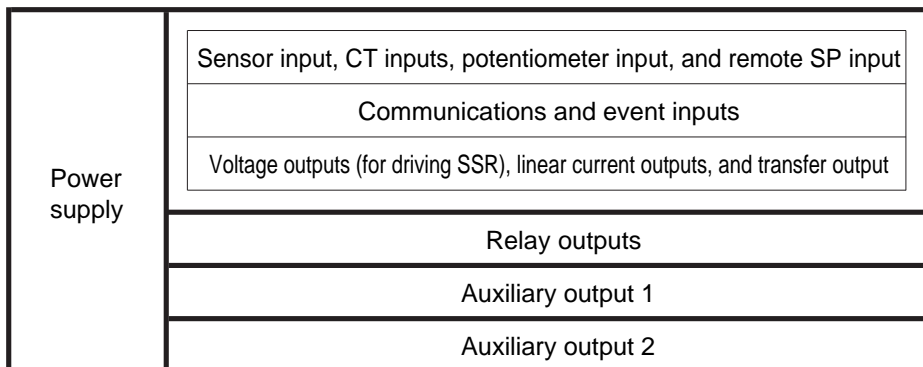 Power
supply
Sensor input, CT inputs, potentiometer input, and remote SP input
Communications and event inputs
Voltage outputs (for driving SSR), linear current outputs, and transfer output
Relay outputs
Auxiliary output 1
Auxiliary output 2